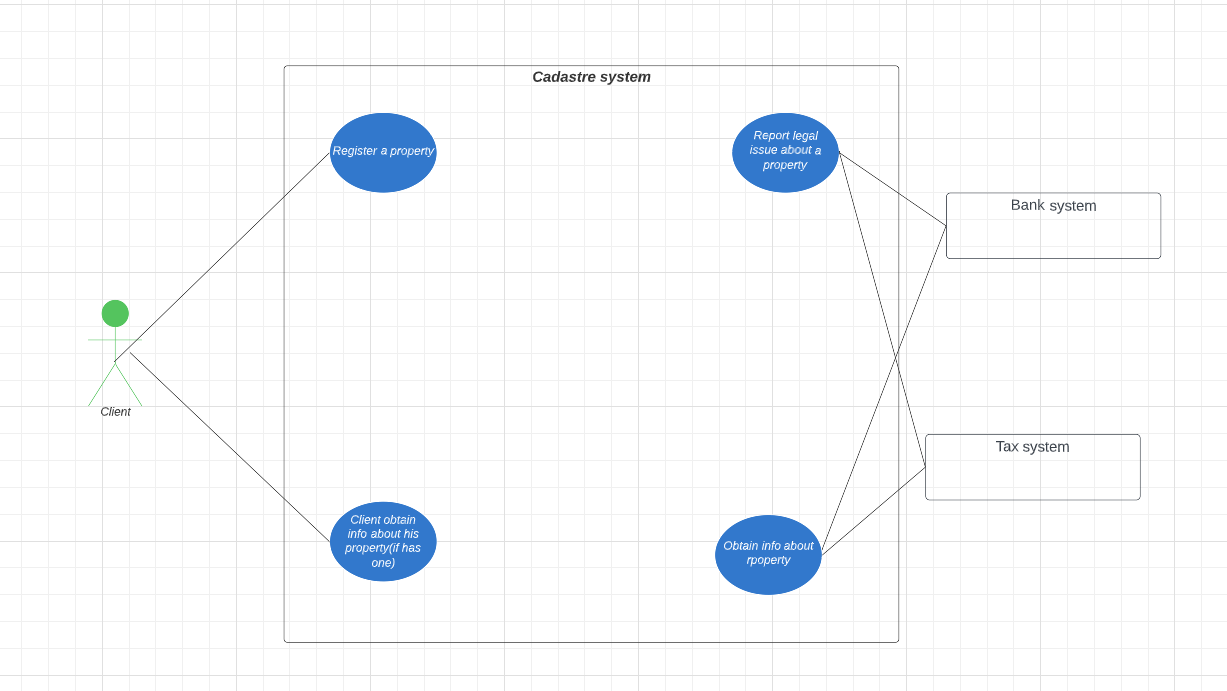 Cadastre system
Register a property
Report legal
issue about a
property
Bank system
Client
Tax system
Client obtain
info about his
property(if has
one)
Obtain info about
rpoperty